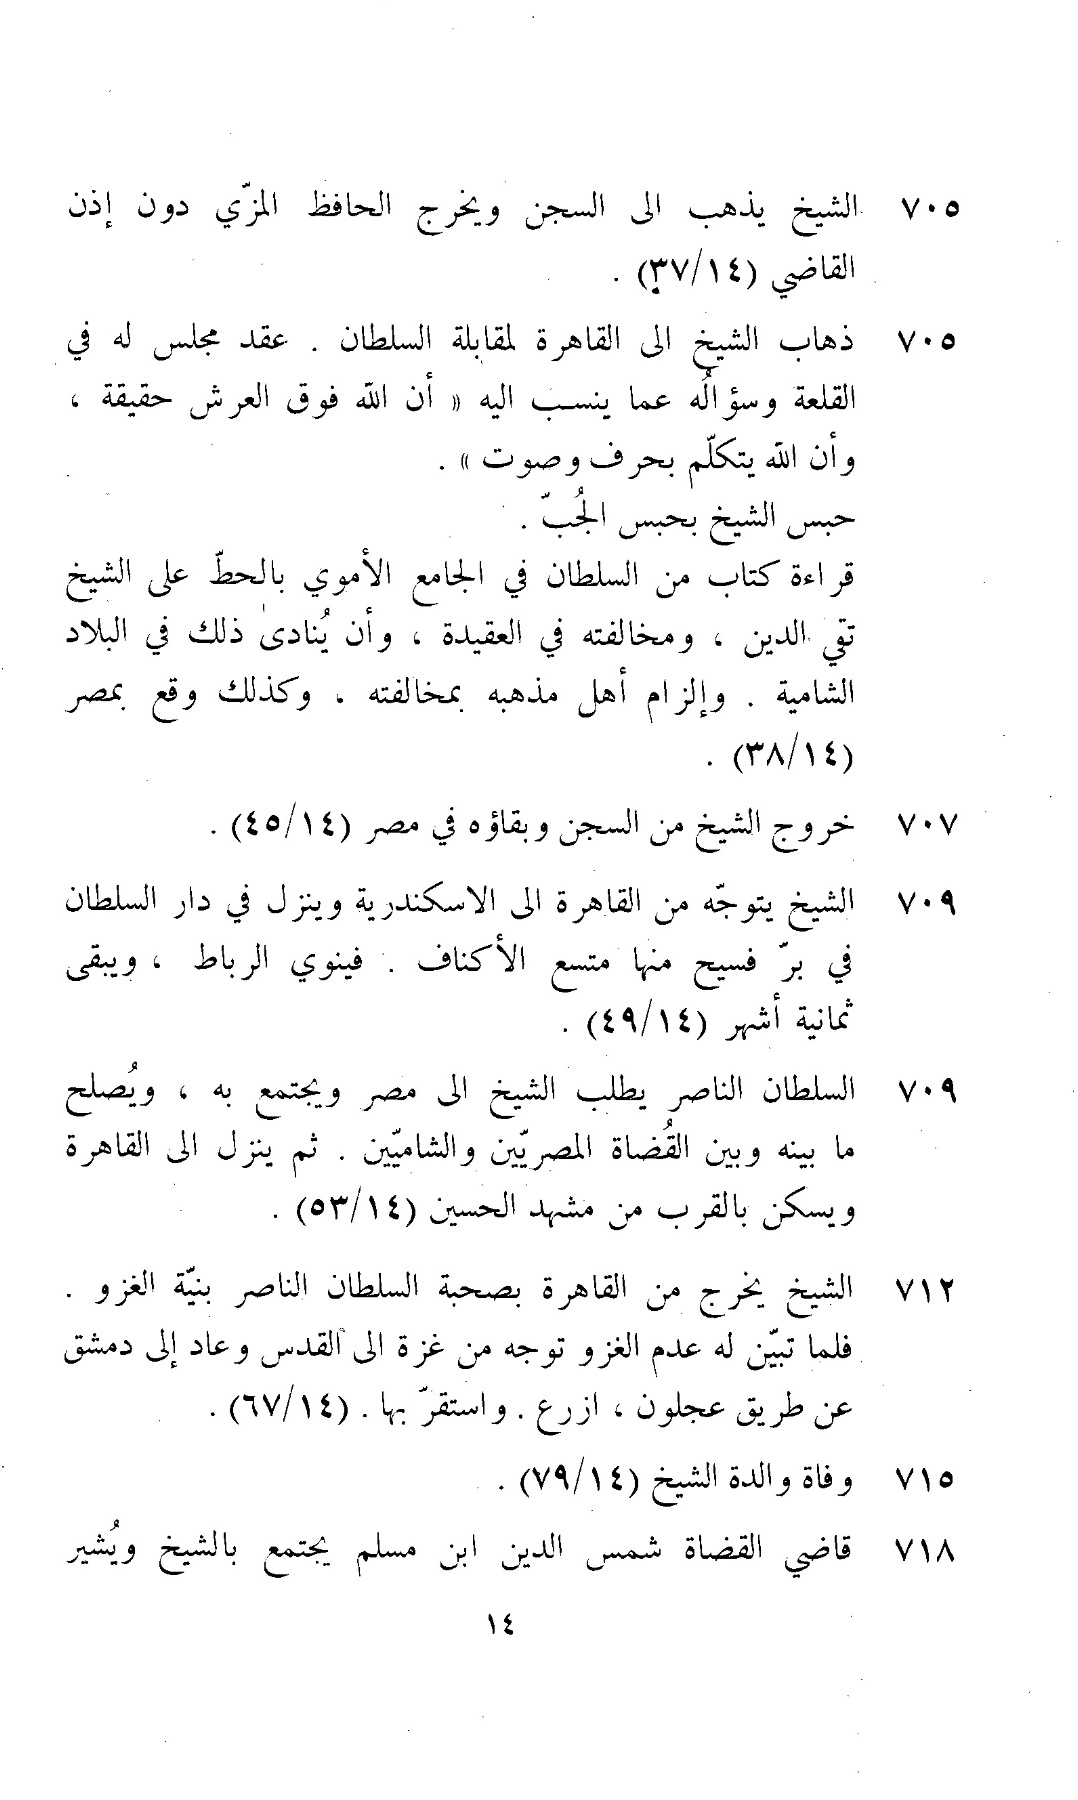 ٧٠٥ الشيخ يذهب الى السجن ويخرج الحافظ المزّي دون إذن
القاضي (٣٧/١٤) .
٧٠٥ ذهاب الشيخ الى القاهرة لمقابلة السلطان . عقد مجلس له في
القلعة وسؤالُه عما ينسب اليه « أن الله فوق العرش حقيقة ،
وأن الله يتكلّم بحرف وصوت » .
حبس الشيخ بحبس الجُبّ .
قراءة كتاب من السلطان في الجامع الأموي بالحطّ على الشيخ
تقي الدين ، ومخالفته في العقيدة ، وأن يُنادىٰ ذلك في البلاد
الشامية . وإلزام أهل مذهبه بمخالفته ، وكذلك وقع بمصر
(٣٨/١٤) .
٧٠٧ خروج الشيخ من السجن وبقاؤه في مصر (٤٥/١٤) .
٧٠٩ الشيخ يتوجّه من القاهرة الى الاسكندرية وينزل في دار السلطان
في برّ فسيح منها متسع الأكناف . فينوي الرباط ، ويبقى
ثمانية أشهر (٤٩/١٤) .
٧٠٩ السلطان الناصر يطلب الشيخ الى مصر ويجتمع به ، ويُصلح
ما بينه وبين القُضاة المصريّين والشاميّين . ثم ينزل الى القاهرة
ويسكن بالقرب من مشهد الحسين (٥٣/١٤) .
٧١٢ الشيخ يخرج من القاهرة بصحبة السلطان الناصر بنيّة الغزو .
فلما تبيّن له عدم الغزو توجه من غزة الى القدس وعاد إلى دمشق
عن طريق عجلون ، ازرع . واستقرّ بها . (٦٧/١٤) .
٧١٥ وفاة والدة الشيخ (٧٩/١٤) .
٧١٨ قاضي القضاة شمس الدين ابن مسلم يجتمع بالشيخ ويُشير
١٤